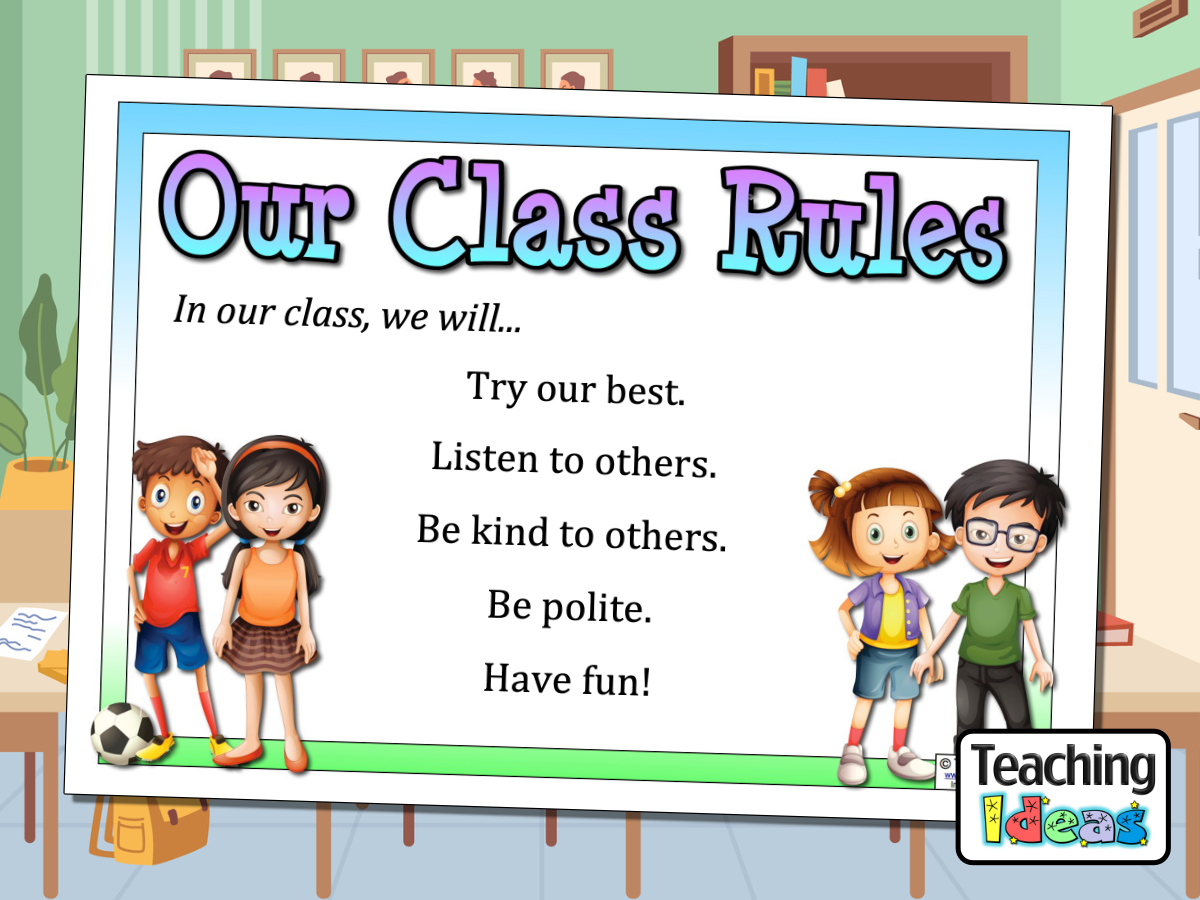 Our Class Rules
In our class, we will...
Try our best.
Listen to others.
Be kind to others.
Be polite.
Have fun!
7
©
Teaching
Ideas